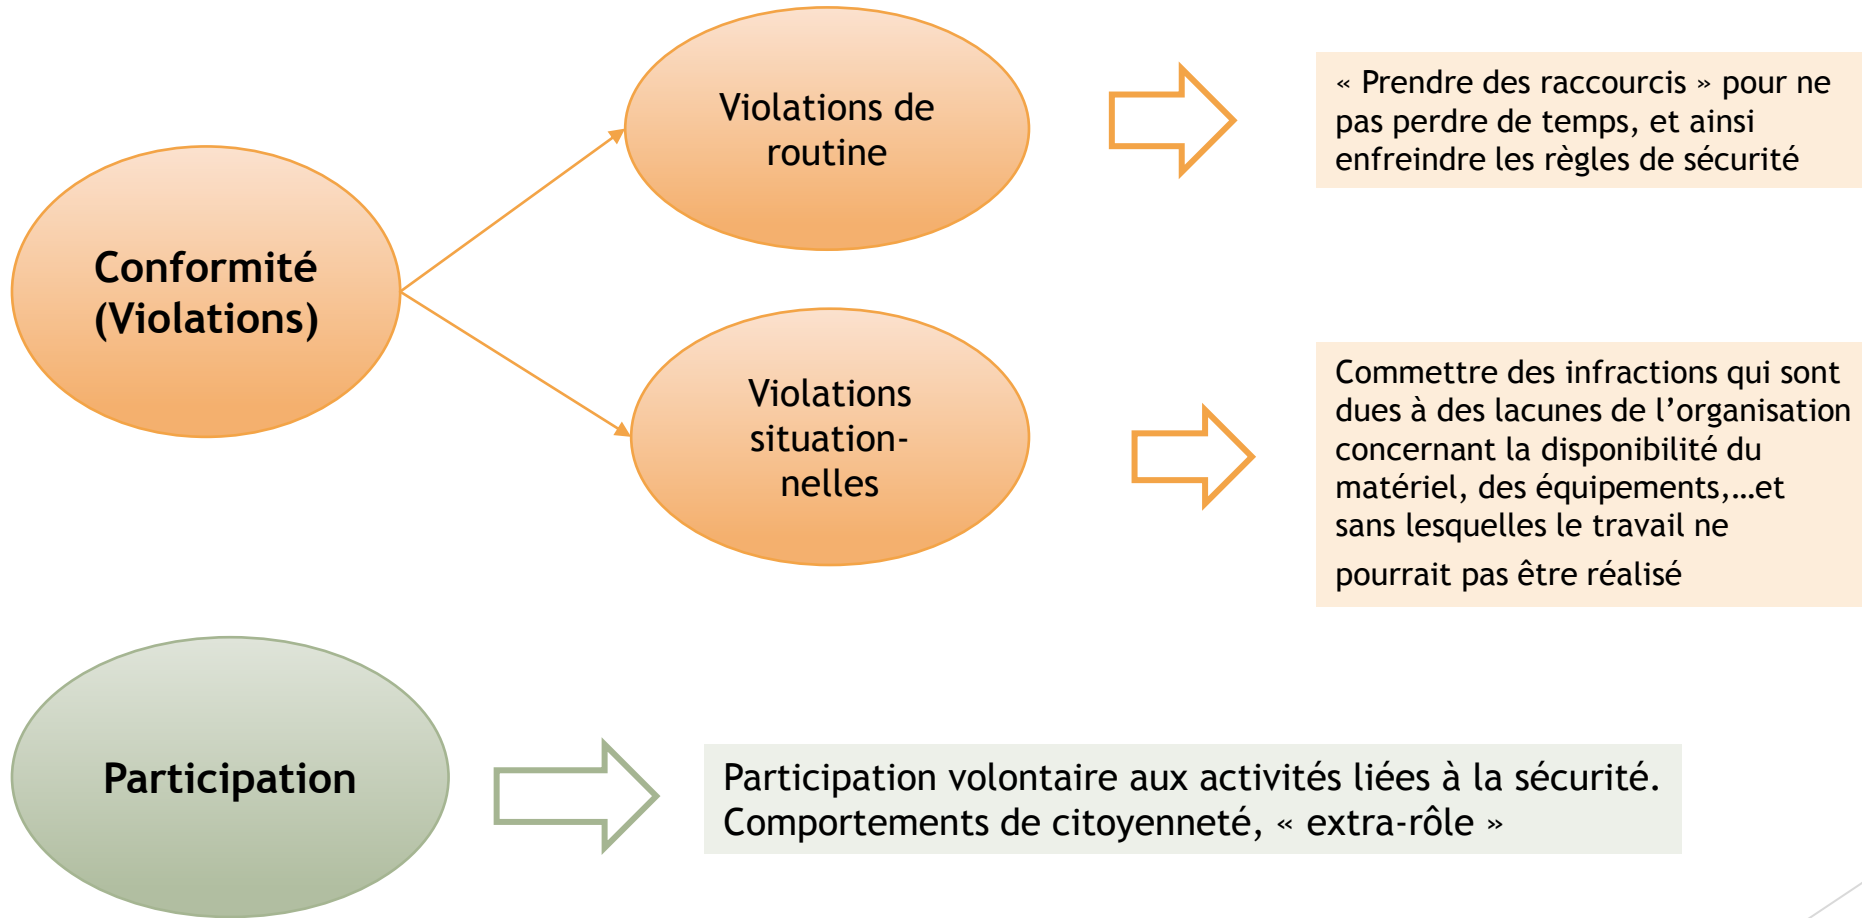 Conformité
(Violations)
Violations de
routine
« Prendre des raccourcis » pour ne
pas perdre de temps, et ainsi
enfreindre les règles de sécurité
Violations
situation-
nelles
Commettre des infractions qui sont
dues à des lacunes de l’organisation
concernant la disponibilité du
matériel, des équipements,…et
sans lesquelles le travail ne
pourrait pas être réalisé
Participation
Participation volontaire aux activités liées à la sécurité.
Comportements de citoyenneté, « extra-rôle »